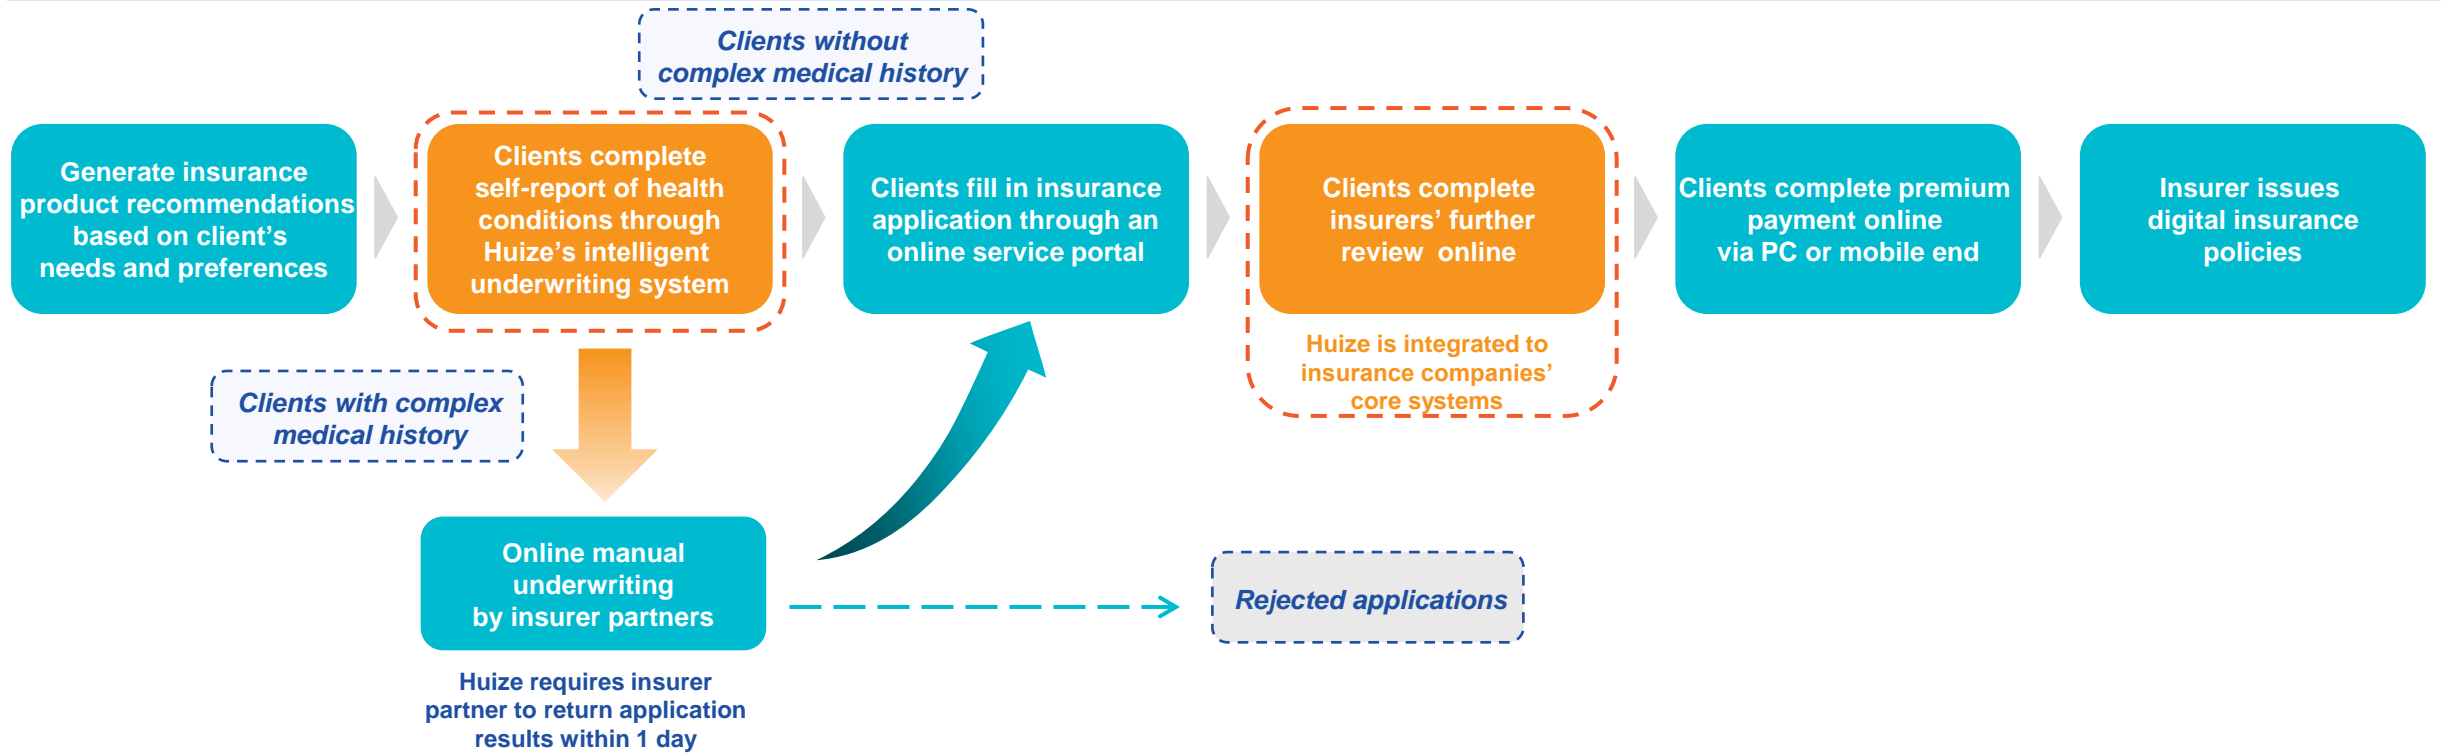 Clients without
complex medical history
Generate insurance
product recommendations
based on client's
needs and preferences
Clients complete
self-report of health
conditions through
Huize's intelligent
underwriting system
Clients fill in insurance
application through an
online service portal
Clients complete
insurers' further
review online
Huize is integrated to
insurance companies'
core systems
Clients complete premium
payment online
via PC or mobile end
Insurer issues
digital insurance
policies
Clients with complex
medical history
Online manual
underwriting
by insurer partners
Huize requires insurer
partner to return application
results within 1 day
Rejected applications